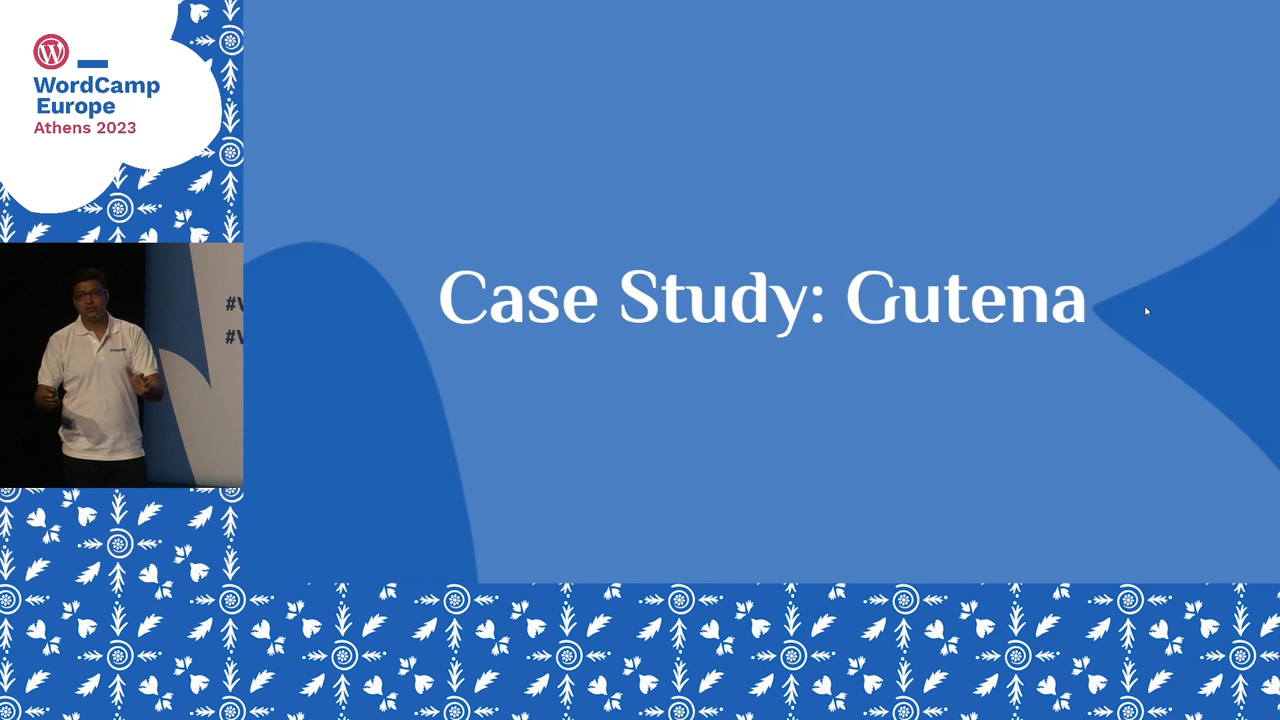 WordCamp
Europe
Athens 2023
Case Study: Gutena
#W
#W